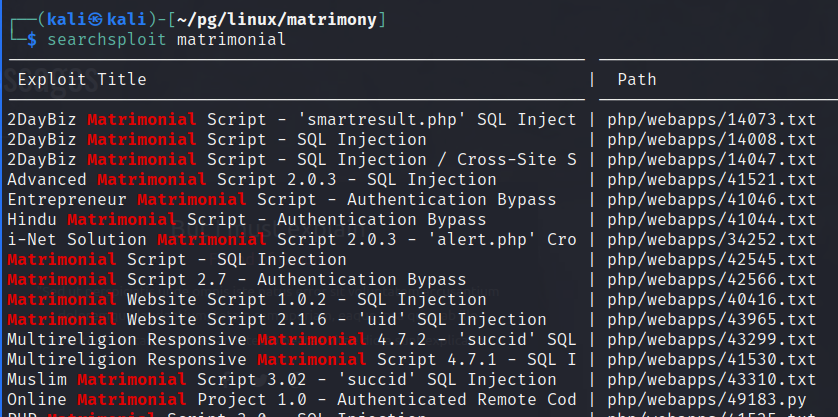 ┌──(kali㉿kali)-[~/pg/linux/matrimony]
└─$ searchsploit matrimonial
Exploit Title | Path
2DayBiz Matrimonial Script - 'smartresult.php' SQL Inject | php/webapps/14073.txt
2DayBiz Matrimonial Script - SQL Injection | php/webapps/14008.txt
2DayBiz Matrimonial Script - SQL Injection / Cross-Site S | php/webapps/14047.txt
Advanced Matrimonial Script 2.0.3 - SQL Injection | php/webapps/41521.txt
Entrepreneur Matrimonial Script - Authentication Bypass | php/webapps/41046.txt
Hindu Matrimonial Script - Authentication Bypass | php/webapps/41044.txt
i-Net Solution Matrimonial Script 2.0.3 - 'alert.php' Cro | php/webapps/34252.txt
Matrimonial Script - SQL Injection | php/webapps/42545.txt
Matrimonial Script 2.7 - Authentication Bypass | php/webapps/42566.txt
Matrimonial Website Script 1.0.2 - SQL Injection | php/webapps/40416.txt
Matrimonial Website Script 2.1.6 - 'uid' SQL Injection | php/webapps/43965.txt
Multireligion Responsive Matrimonial 4.7.2 - 'succid' SQL | php/webapps/43299.txt
Multireligion Responsive Matrimonial Script 4.7.1 - SQL I | php/webapps/41530.txt
Muslim Matrimonial Script 3.02 - 'succid' SQL Injection | php/webapps/43310.txt
Online Matrimonial Project 1.0 - Authenticated Remote Cod | php/webapps/49183.py